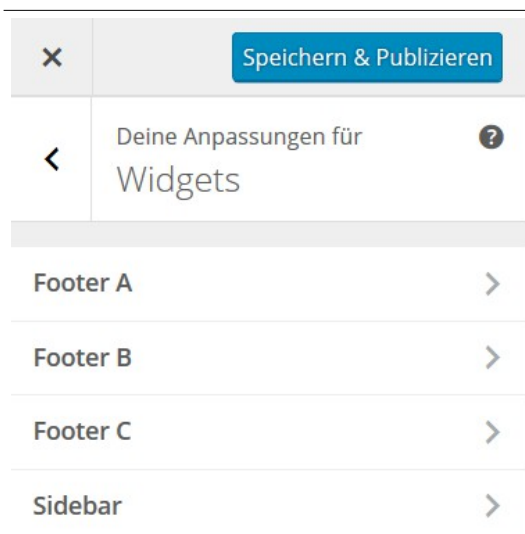 Speichern & Publizieren
Deine Anpassungen für
Widgets
Footer A
Footer B
Footer C
Sidebar